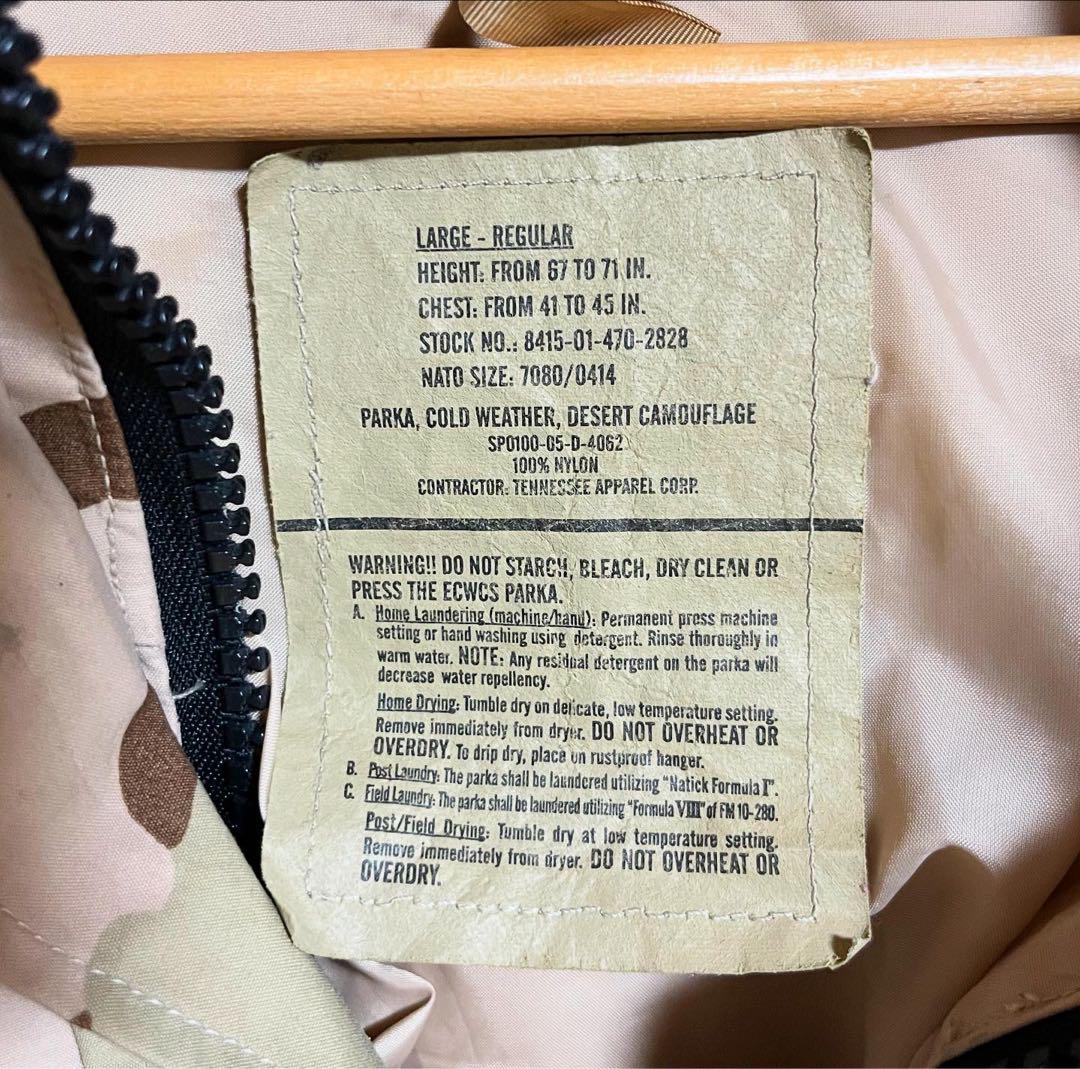 LARGE - REGULAR
HEIGHT: FROM 67 TO 71 IN.
CHEST: FROM 41 TO 45 IN.
STOCK NO.: 8415-01-470-2828
NATO SIZE: 7080/0414
PARKA, COLD WEATHER, DESERT CAMOUFLAGE
SPO100-05-D-4062
100% NYLON
CONTRACTOR: TENNESSEE APPAREL CORP.
WARNING!! DO NOT STARCH, BLEACH, DRY CLEAN OR
PRESS THE ECWCS PARKA.
A. Home Laundering (machine/hand): Permanent press machine
setting or hand washing using detergent. Rinse thoroughly in
warm water. NOTE: Any residual detergent on the parka will
decrease water repellency.
Home Drying: Tumble dry on delicate, low temperature setting.
Remove immediately from dryer. DO NOT OVERHEAT OR
OVERDRY. To drip dry, place on rustproof hanger.
B. Post Laundry: The parka shall be laundered utilizing "Natick Formula I".
C. Field Laundry: The parka shall be laundered utilizing "Formula VIII" of FM 10-280.
Post/Field Drying: Tumble dry at low temperature setting.
Remove immediately from dryer. DO NOT OVERHEAT OR
OVERDRY.